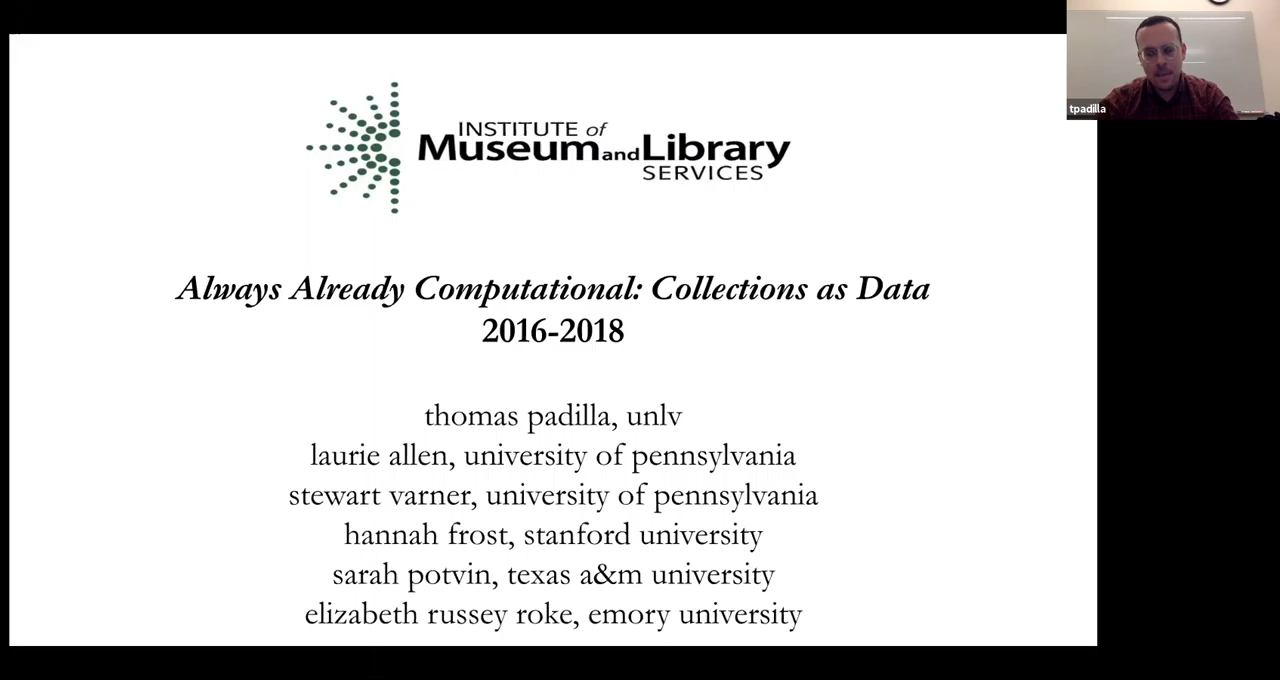 INSTITUTE of
Museum and Library
SERVICES
Always Already Computational: Collections as Data
2016-2018
thomas padilla, unlv
laurie allen, university of pennsylvania
stewart varner, university of pennsylvania
hannah frost, stanford university
sarah potvin, texas a&m university
elizabeth russey roke, emory university
tpadilla